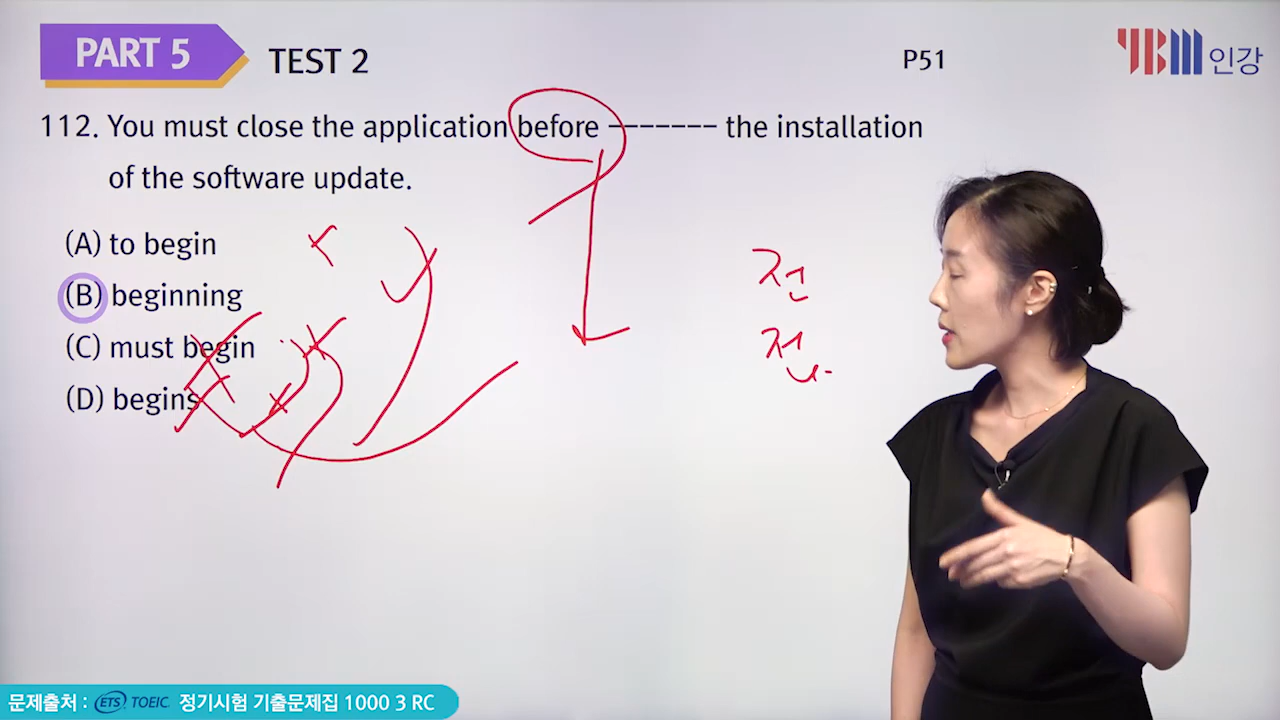 PART 5
TEST 2
P51
YBM 인강
112. You must close the application before ------- the installation
of the software update.
(A) to begin
(B) beginning
(C) must begin
(D) begins
전
전
문제출처 : ETS TOEIC 정기시험 기출문제집 1000 3 RC